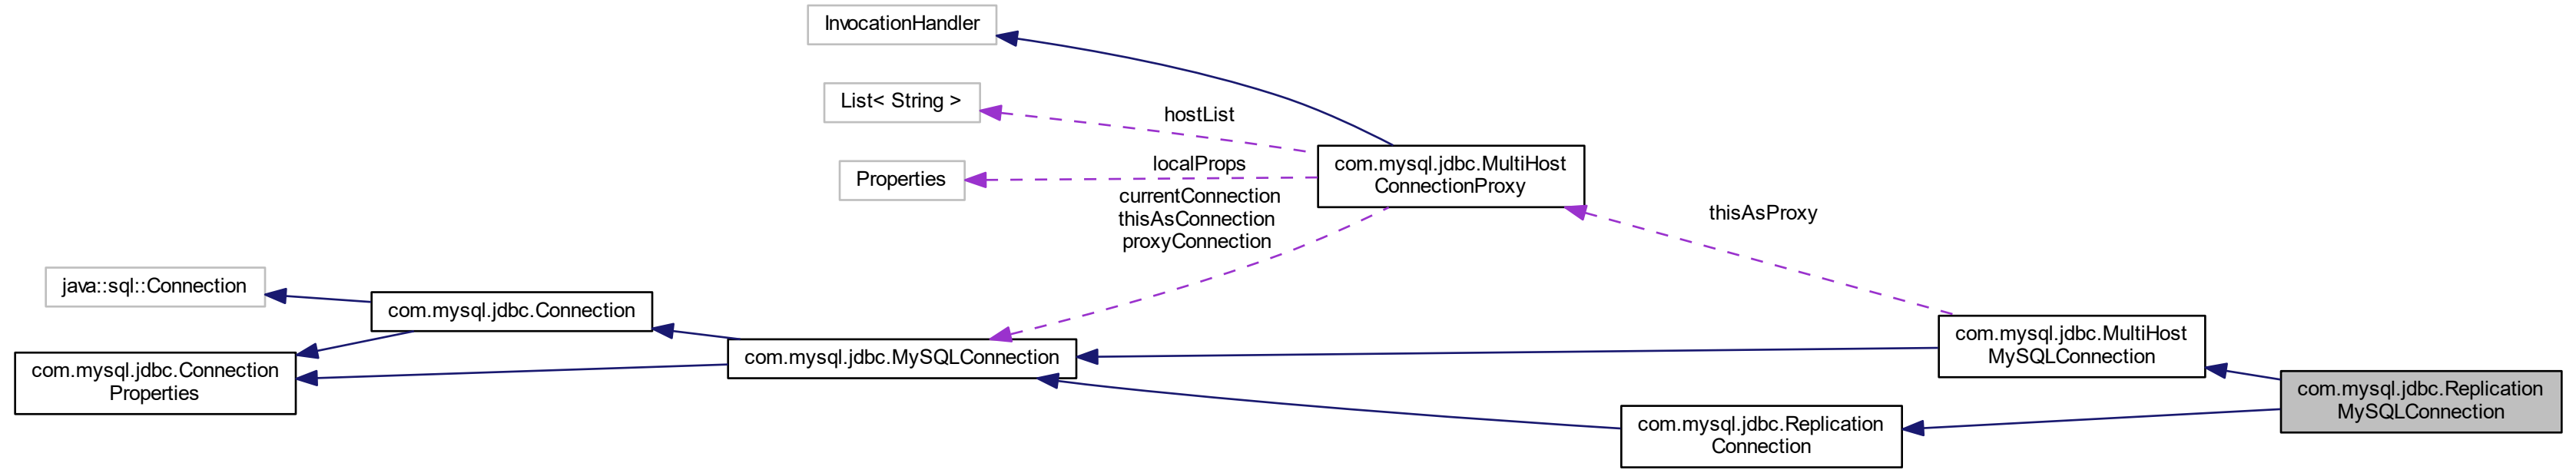 InvocationHandler
List< String >
hostList
Properties
localProps
com.mysql.jdbc.MultiHost
ConnectionProxy
currentConnection
thisAsConnection
proxyConnection
thisAsProxy
java::sql::Connection
com.mysql.jdbc.Connection
com.mysql.jdbc.Connection
Properties
com.mysql.jdbc.MySQLConnection
com.mysql.jdbc.MultiHost
MySQLConnection
com.mysql.jdbc.Replication
Connection
com.mysql.jdbc.Replication
MySQLConnection